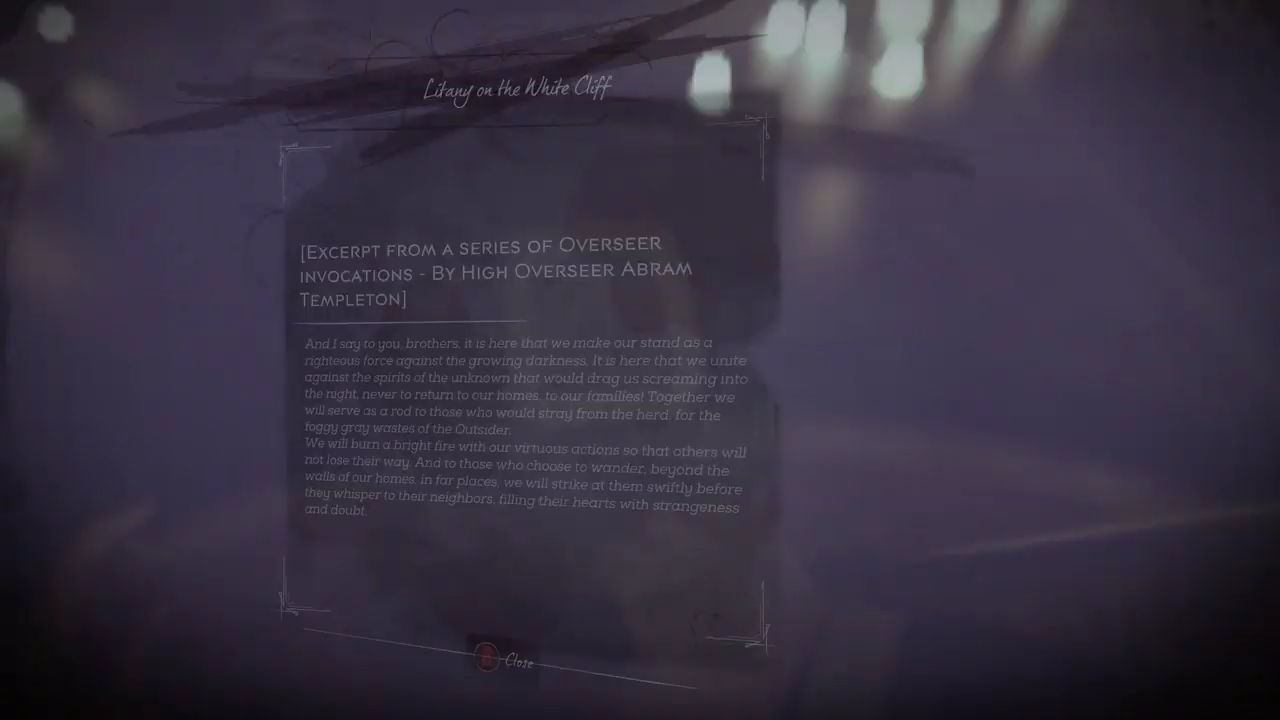 Litany on the White Cliff
[Excerpt from a series of Overseer
invocations - By High Overseer Abram
Templeton]
And I say to you, brothers, it is here that we make our stand as a
righteous force against the growing darkness. It is here that we unite
against the spirits of the unknown that would drag us screaming into
the night, never to return to our homes, to our families! Together we
will serve as a rod to those who would stray from the herd, for the
foggy gray wastes of the Outsider.
We will burn a bright fire with our virtuous actions so that others will
not lose their way. And to those who choose to wander, beyond the
walls of our homes, in far places, we will strike at them swiftly before
they whisper to their neighbors, filling their hearts with strangeness
and doubt.
Close